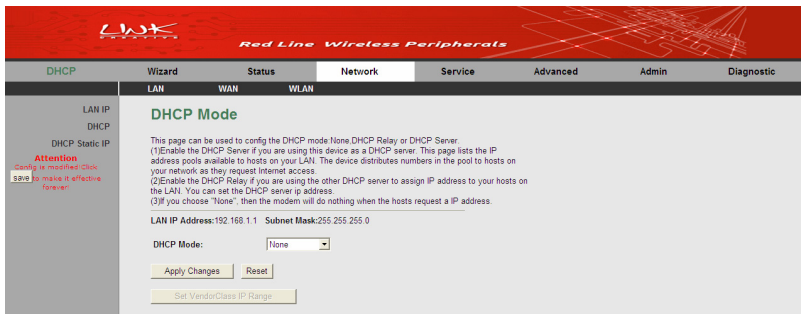 LINK
Red Line Wireless Peripherals
DHCP
Wizard Status Network Service Advanced Admin Diagnostic
LAN WAN WLAN
LAN IP
DHCP
DHCP Static IP
Attention
Config is modified.Click
save to make it effective
forever!
DHCP Mode
This page can be used to config the DHCP mode:None,DHCP Relay or
DHCP Server.
(1)Enable the DHCP Server if you are using this device as a DHCP server. This page lists the IP
address pools available to hosts on your LAN. The device distributes numbers in the pool to hosts on
your network as they request Internet access.
(2)Enable the DHCP Relay if you are using the other DHCP server to assign IP address to your hosts on
the LAN. You can set the DHCP server ip address.
(3)If you choose "None", then the modem will do nothing when the hosts request a IP address.
LAN IP Address:192.168.1.1 Subnet Mask:255.255.255.0
DHCP Mode: None
Apply Changes Reset
Set VendorClass IP Range